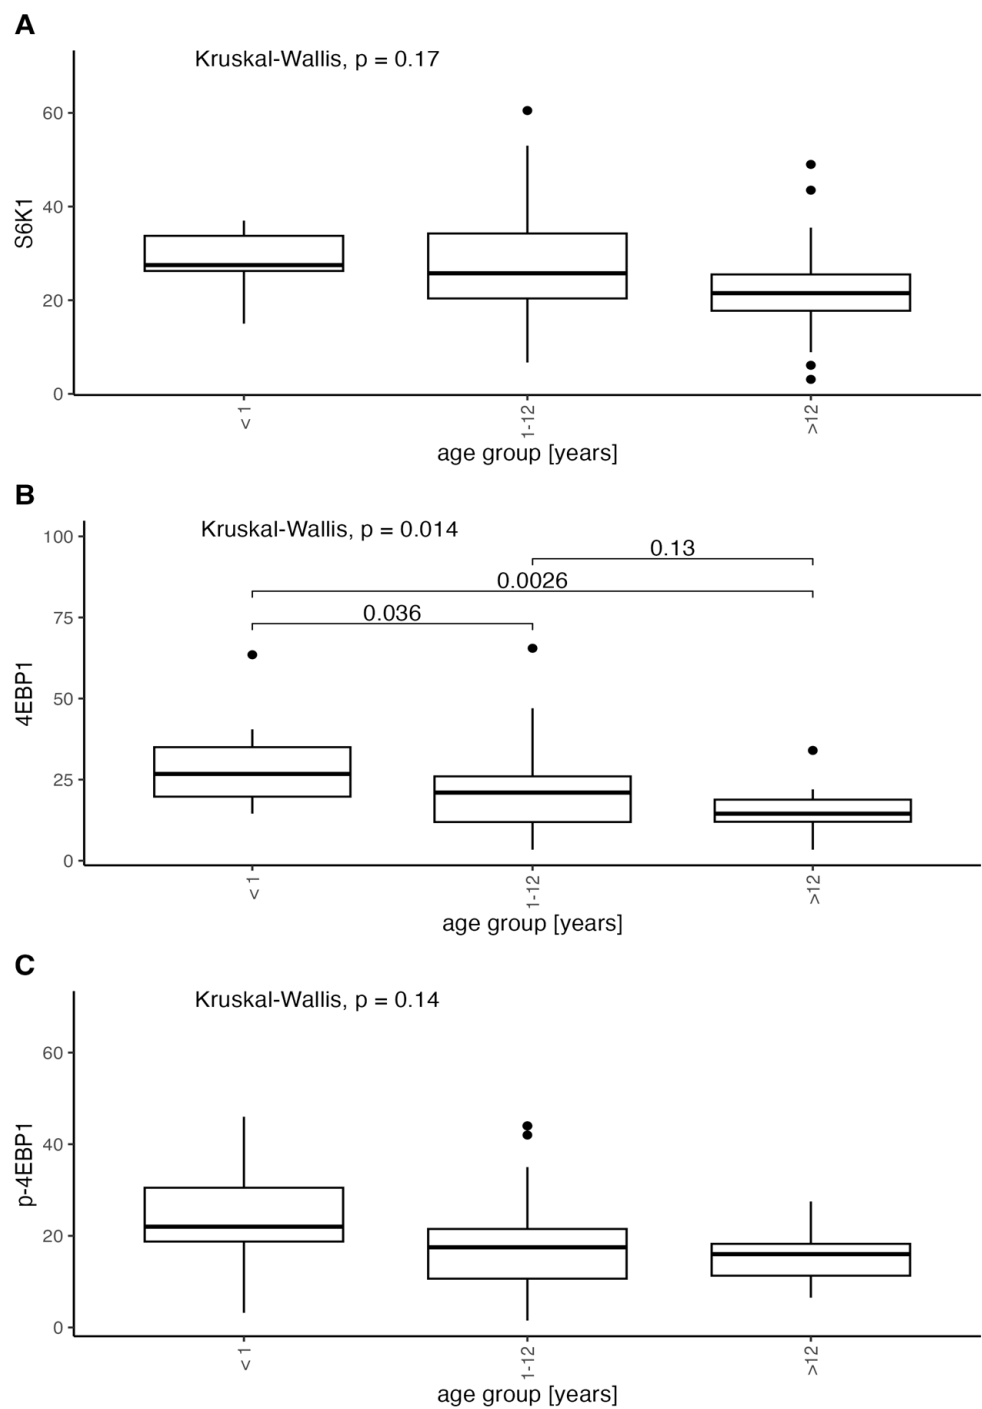 A
Kruskal-Wallis, p = 0.17
60
40
20
0
S6K1
< 1
1-12
>12
age group [years]
B
Kruskal-Wallis, p = 0.014
0.13
0.0026
0.036
100
75
50
25
0
4EBP1
< 1
1-12
>12
age group [years]
C
Kruskal-Wallis, p = 0.14
60
40
20
0
p-4EBP1
< 1
1-12
>12
age group [years]